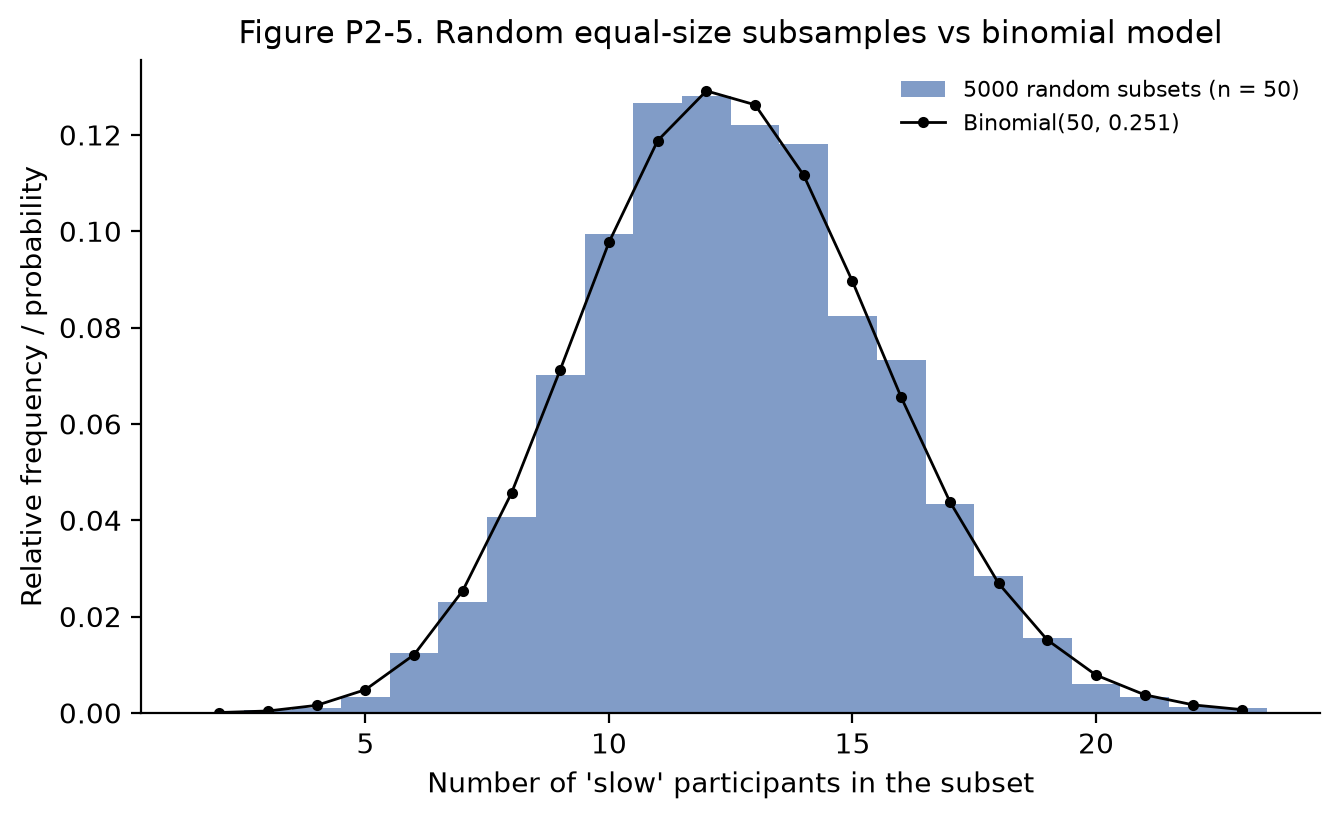 Figure P2-5. Random equal-size subsamples vs binomial model
5000 random subsets (n = 50)
Binomial(50, 0.251)
Relative frequency / probability
0.12
0.10
0.08
0.06
0.04
0.02
0.00
5
10
15
20
Number of 'slow' participants in the subset